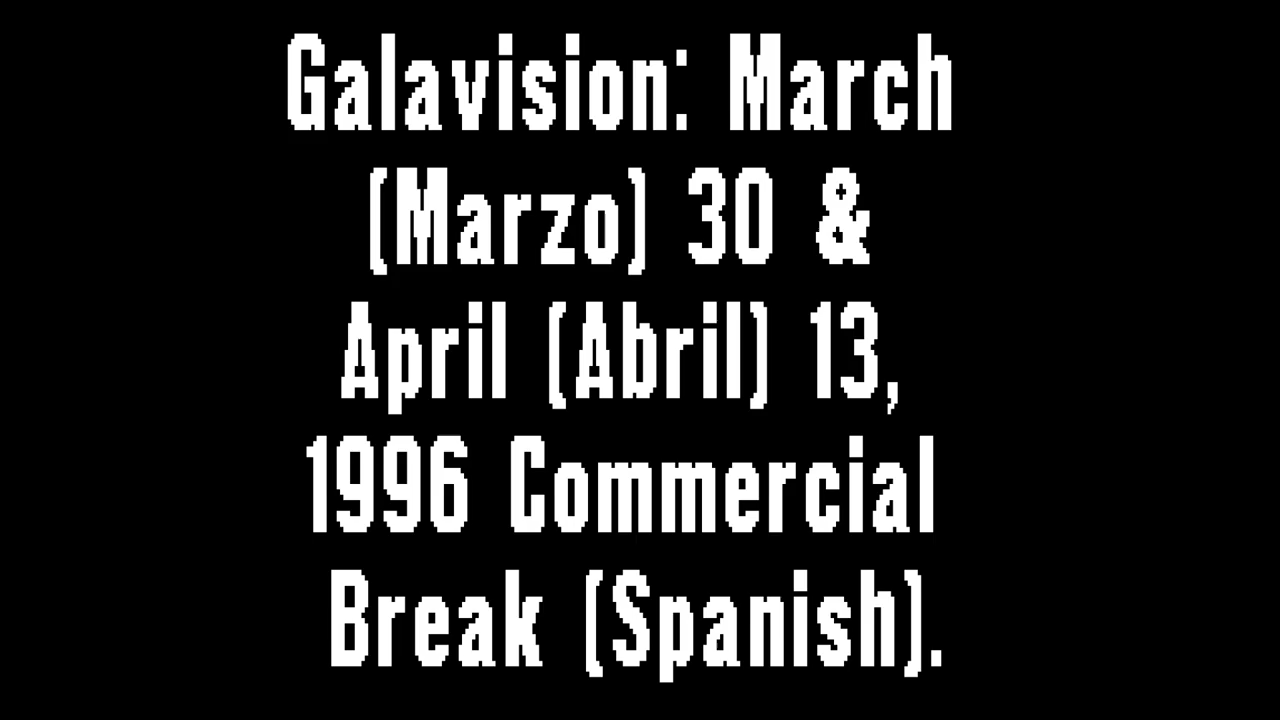 Galavision: March
(Marzo) 30 &
April (Abril) 13,
1996 Commercial
Break (Spanish).